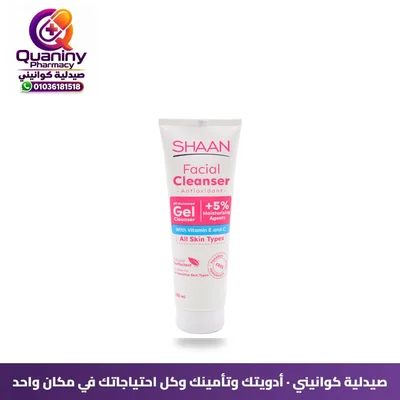 Quaniny
Pharmacy
صيدلية كوانيني
01036181518
SHAAN
Facial
Cleanser
Antioxidant
Gel
Cleanser
+5%
Moisturizing
Agents
With Vitamin E and C
All Skin Types
صيدلية كوانيني · أدويتك وتأمينك وكل احتياجاتك في مكان واحد